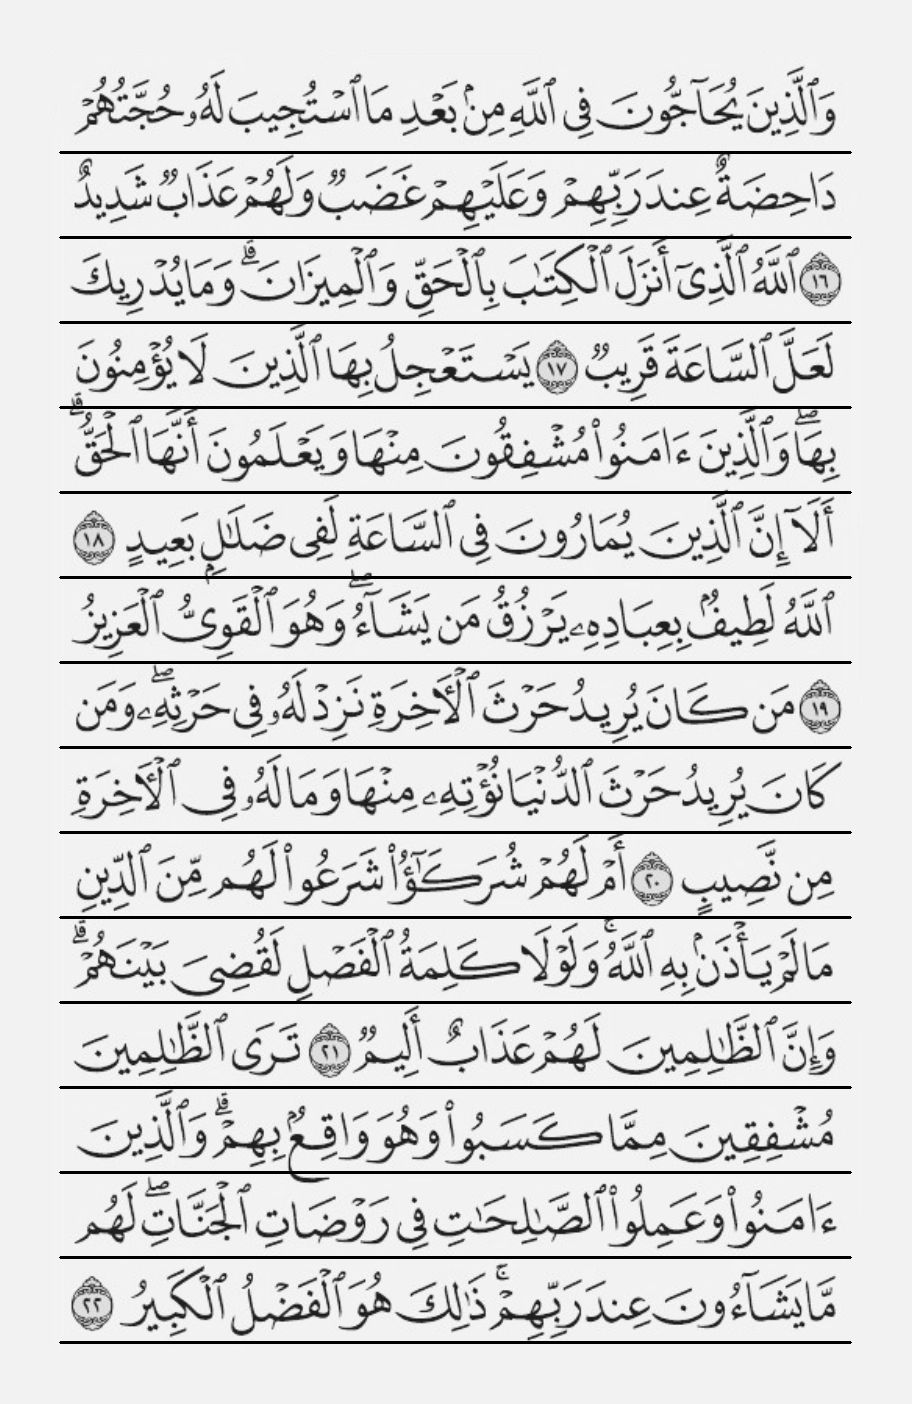 وَٱلَّذِينَ يُحَآجُّونَ فِى ٱللَّهِ مِنۢ بَعْدِ مَا ٱسْتُجِيبَ لَهُۥ حُجَّتُهُمْ
دَاحِضَةٌ عِندَ رَبِّهِمْ وَعَلَيْهِمْ غَضَبٌ وَلَهُمْ عَذَابٌ شَدِيدٌ
١٦ ٱللَّهُ ٱلَّذِىٓ أَنزَلَ ٱلْكِتَٰبَ بِٱلْحَقِّ وَٱلْمِيزَانَ ۗ وَمَا يُدْرِيكَ
لَعَلَّ ٱلسَّاعَةَ قَرِيبٌ ١٧ يَسْتَعْجِلُ بِهَا ٱلَّذِينَ لَا يُؤْمِنُونَ
بِهَا ۖ وَٱلَّذِينَ ءَامَنُوا۟ مُشْفِقُونَ مِنْهَا وَيَعْلَمُونَ أَنَّهَا ٱلْحَقُّ ۗ
أَلَآ إِنَّ ٱلَّذِينَ يُمَارُونَ فِى ٱلسَّاعَةِ لَفِى ضَلَٰلٍۭ بَعِيدٍ ١٨
ٱللَّهُ لَطِيفٌۢ بِعِبَادِهِۦ يَرْزُقُ مَن يَشَآءُ ۖ وَهُوَ ٱلْقَوِىُّ ٱلْعَزِيزُ
١٩ مَن كَانَ يُرِيدُ حَرْثَ ٱلْـَٔاخِرَةِ نَزِدْ لَهُۥ فِى حَرْثِهِۦ ۖ وَمَن
كَانَ يُرِيدُ حَرْثَ ٱلدُّنْيَا نُؤْتِهِۦ مِنْهَا وَمَا لَهُۥ فِى ٱلْـَٔاخِرَةِ
مِن نَّصِيبٍ ٢٠ أَمْ لَهُمْ شُرَكَٰٓؤُا۟ شَرَعُوا۟ لَهُم مِّنَ ٱلدِّينِ
مَا لَمْ يَأْذَنۢ بِهِ ٱللَّهُ ۚ وَلَوْلَا كَلِمَةُ ٱلْفَصْلِ لَقُضِىَ بَيْنَهُمْ ۗ
وَإِنَّ ٱلظَّٰلِمِينَ لَهُمْ عَذَابٌ أَلِيمٌ ٢١ تَرَى ٱلظَّٰلِمِينَ
مُشْفِقِينَ مِمَّا كَسَبُوا۟ وَهُوَ وَاقِعٌۢ بِهِمْ ۗ وَٱلَّذِينَ
ءَامَنُوا۟ وَعَمِلُوا۟ ٱلصَّٰلِحَٰتِ فِى رَوْضَاتِ ٱلْجَنَّاتِ ۖ لَهُم
مَّا يَشَآءُونَ عِندَ رَبِّهِمْ ۚ ذَٰلِكَ هُوَ ٱلْفَضْلُ ٱلْكَبِيرُ ٢٢